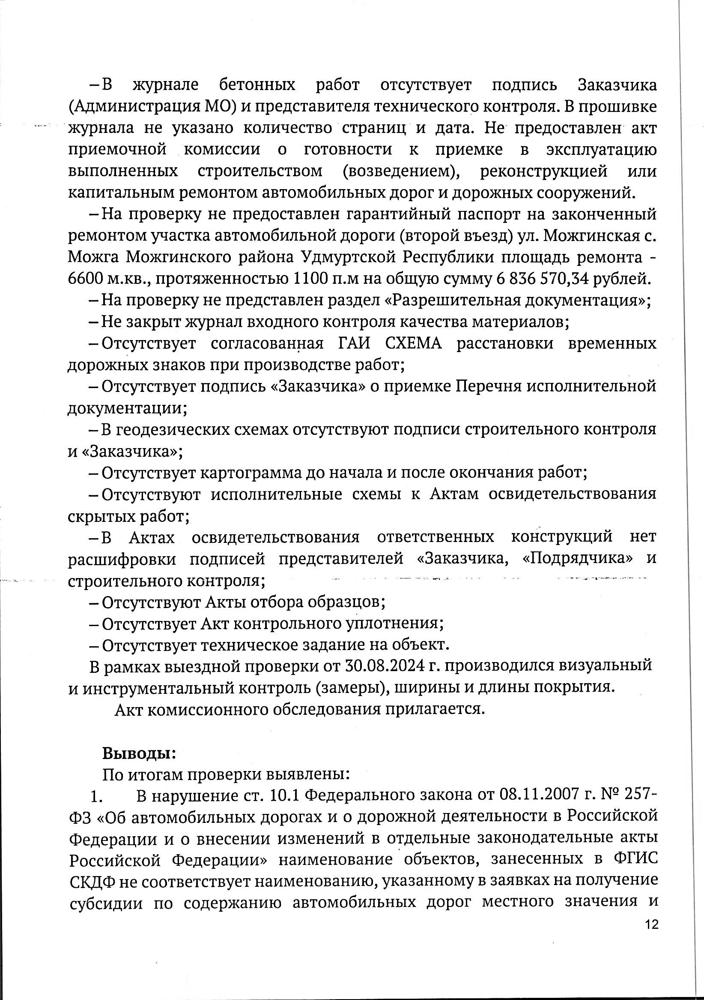 –В журнале бетонных работ отсутствует подпись Заказчика
(Администрация МО) и представителя технического контроля. В прошивке
журнала не указано количество страниц и дата. Не предоставлен акт
приемочной комиссии о готовности к приемке в эксплуатацию
выполненных строительством (возведением), реконструкцией или
капитальным ремонтом автомобильных дорог и дорожных сооружений.
–На проверку не предоставлен гарантийный паспорт на законченный
ремонтом участка автомобильной дороги (второй въезд) ул. Можгинская с.
Можга Можгинского района Удмуртской Республики площадь ремонта -
6600 м.кв., протяженностью 1100 п.м на общую сумму 6 836 570,34 рублей.
–На проверку не представлен раздел «Разрешительная документация»;
–Не закрыт журнал входного контроля качества материалов;
–Отсутствует согласованная ГАИ СХЕМА расстановки временных
дорожных знаков при производстве работ;
–Отсутствует подпись «Заказчика» о приемке Перечня исполнительной
документации;
–В геодезических схемах отсутствуют подписи строительного контроля
и «Заказчика»;
–Отсутствует картограмма до начала и после окончания работ;
–Отсутствуют исполнительные схемы к Актам освидетельствования
скрытых работ;
–В Актах освидетельствования ответственных конструкций нет
расшифровки подписей представителей «Заказчика, «Подрядчика» и
строительного контроля;
–Отсутствуют Акты отбора образцов;
–Отсутствует Акт контрольного уплотнения;
–Отсутствует техническое задание на объект.
В рамках выездной проверки от 30.08.2024 г. производился визуальный
и инструментальный контроль (замеры), ширины и длины покрытия.
Акт комиссионного обследования прилагается.
Выводы:
По итогам проверки выявлены:
1. В нарушение ст. 10.1 Федерального закона от 08.11.2007 г. № 257-
ФЗ «Об автомобильных дорогах и о дорожной деятельности в Российской
Федерации и о внесении изменений в отдельные законодательные акты
Российской Федерации» наименование объектов, занесенных в ФГИС
СКДФ не соответствует наименованию, указанному в заявках на получение
субсидии по содержанию автомобильных дорог местного значения и
12